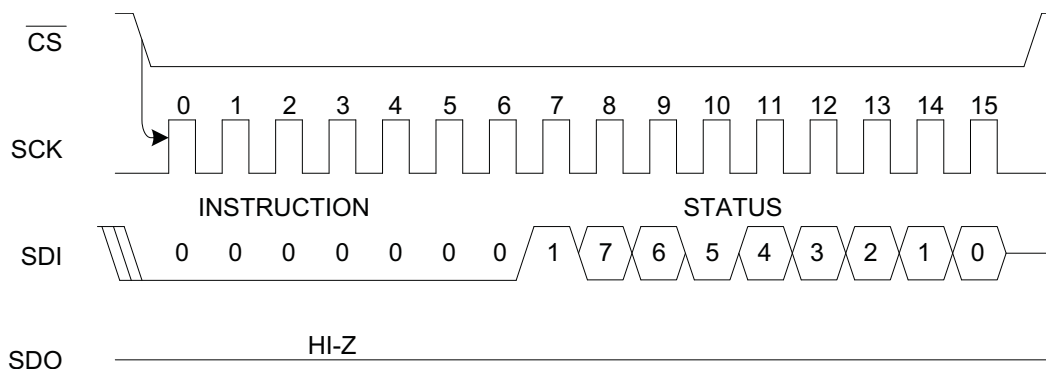 CS
0 1 2 3 4 5 6 7 8 9 10 11 12 13 14 15
SCK
INSTRUCTION STATUS
SDI 0 0 0 0 0 0 0 1 7 6 5 4 3 2 1 0
HI-Z
SDO